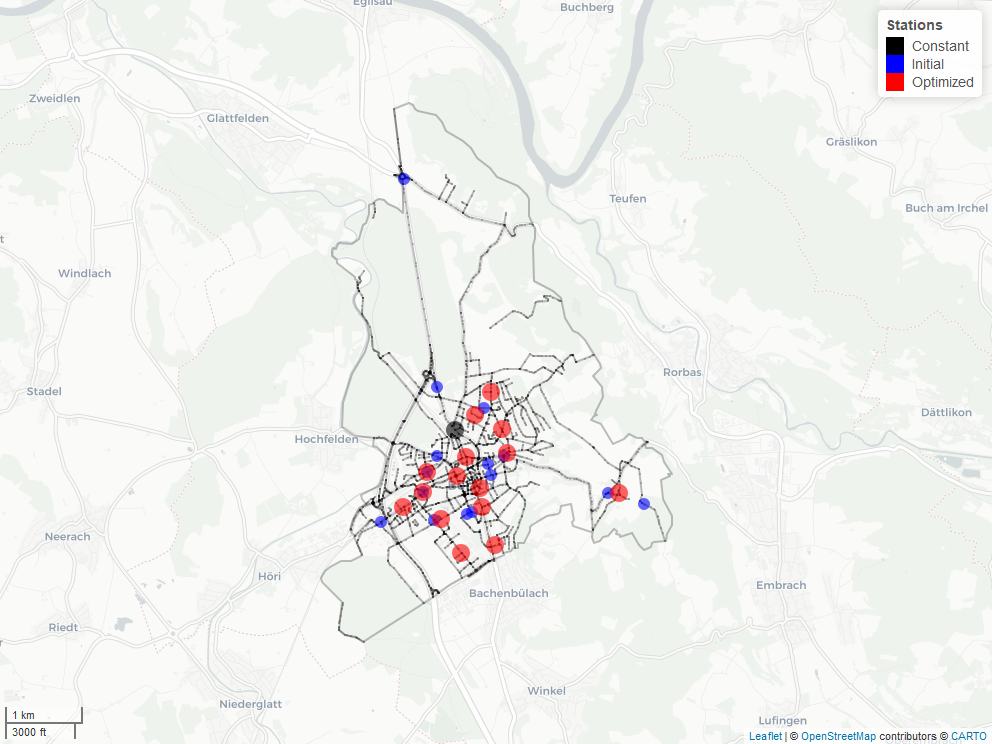 Eglisau
Buchberg
Stations
Constant
Initial
Optimized
Zweidlen
Glattfelden
Gräslikon
Teufen
Buch am Irchel
Windlach
Rorbas
Stadel
Dättlikon
Hochfelden
Neerach
Höri
Embrach
Bachenbülach
Riedt
Winkel
Niederglatt
Lufingen
1 km
3000 ft
Leaflet | © OpenStreetMap contributors © CARTO